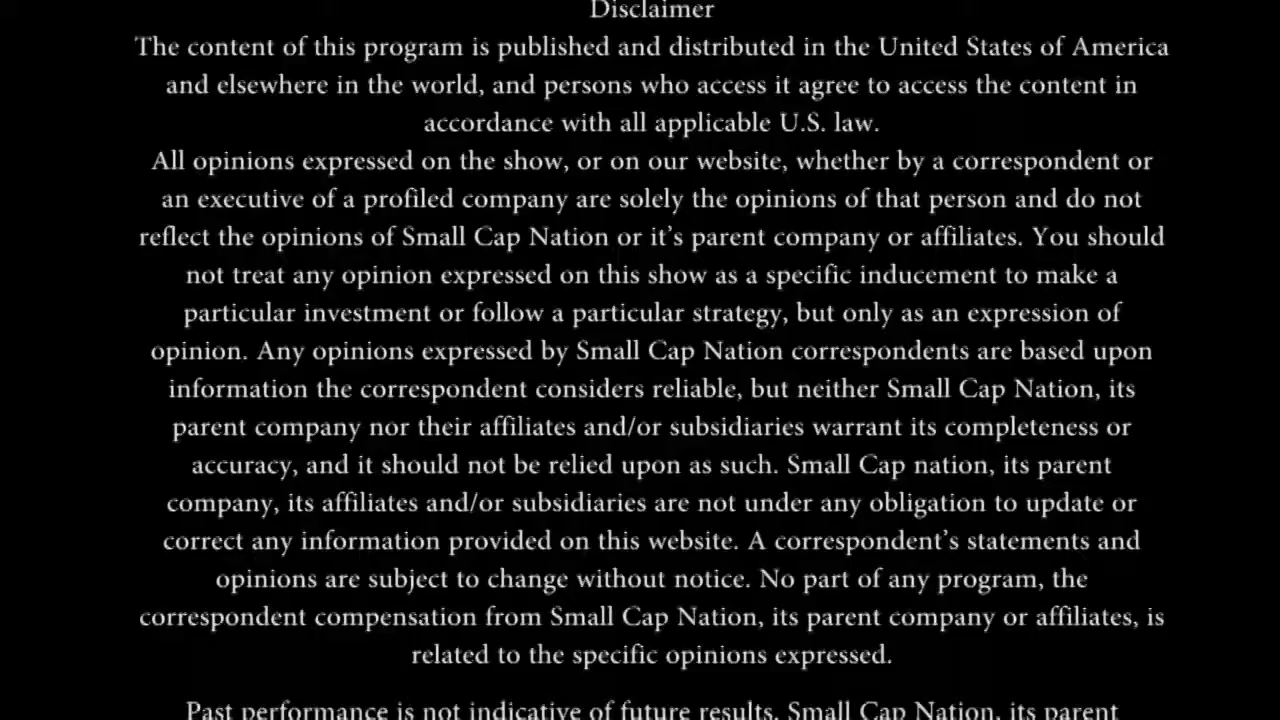 Disclaimer
The content of this program is published and distributed in the United States of America
and elsewhere in the world, and persons who access it agree to access the content in
accordance with all applicable U.S. law.
All opinions expressed on the show, or on our website, whether by a correspondent or
an executive of a profiled company are solely the opinions of that person and do not
reflect the opinions of Small Cap Nation or it's parent company or affiliates. You should
not treat any opinion expressed on this show as a specific inducement to make a
particular investment or follow a particular strategy, but only as an expression of
opinion. Any opinions expressed by Small Cap Nation correspondents are based upon
information the correspondent considers reliable, but neither Small Cap Nation, its
parent company nor their affiliates and/or subsidiaries warrant its completeness or
accuracy, and it should not be relied upon as such. Small Cap nation, its parent
company, its affiliates and/or subsidiaries are not under any obligation to update or
correct any information provided on this website. A correspondent's statements and
opinions are subject to change without notice. No part of any program, the
correspondent compensation from Small Cap Nation, its parent company or affiliates, is
related to the specific opinions expressed.
Past performance is not indicative of future results. Small Cap Nation, its parent